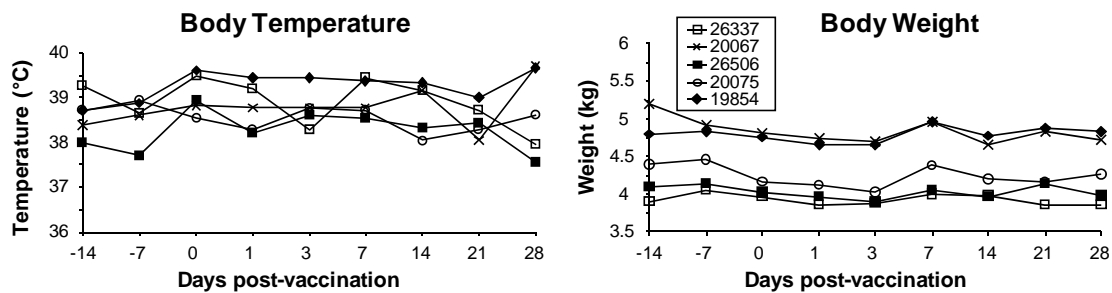 Body Temperature
Temperature (°C)
40
39
38
37
36
-14 -7 0 1 3 7 14 21 28
Days post-vaccination
Body Weight
26337
20067
26506
20075
19854
Weight (kg)
6
5.5
5
4.5
4
3.5
-14 -7 0 1 3 7 14 21 28
Days post-vaccination